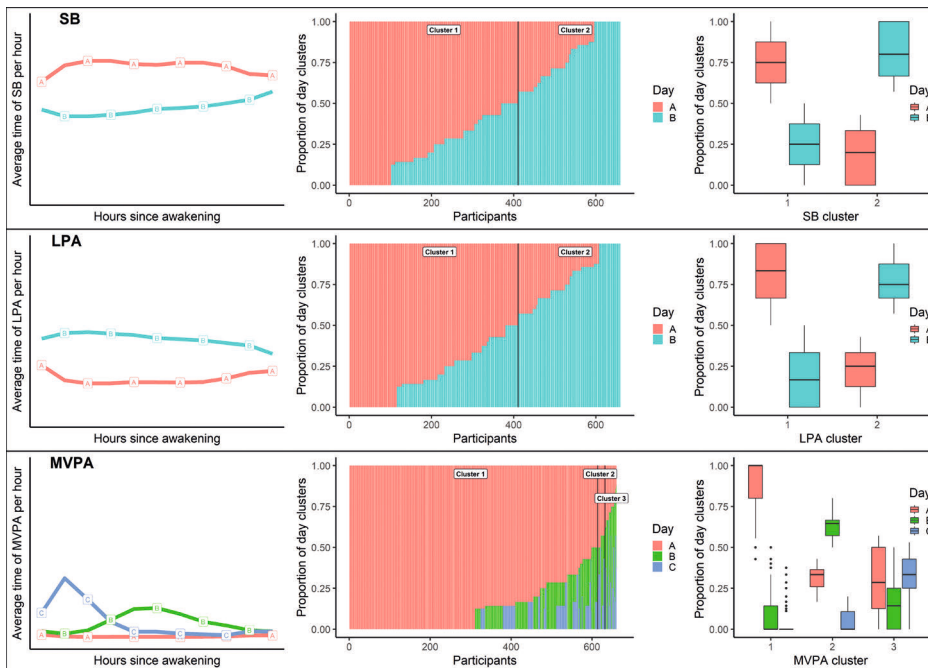 SB
Average time of SB per hour
A A A A A A
B B B B B B
Hours since awakening
Proportion of day clusters
1.00
0.75
0.50
0.25
0.00
Cluster 1
Cluster 2
0 200 400 600
Participants
Day
A
B
Proportion of day clusters
1.00
0.75
0.50
0.25
0.00
1 2
SB cluster
Day
A
B
LPA
Average time of LPA per hour
B B B B B
A A A A A
Hours since awakening
Proportion of day clusters
1.00
0.75
0.50
0.25
0.00
Cluster 1
Cluster 2
0 200 400 600
Participants
Day
A
B
Proportion of day clusters
1.00
0.75
0.50
0.25
0.00
1 2
LPA cluster
Day
A
B
MVPA
Average time of MVPA per hour
C C C C C
B B B B B
A A A A A A
Hours since awakening
Proportion of day clusters
1.00
0.75
0.50
0.25
0.00
Cluster 1
Cluster 2
Cluster 3
0 200 400 600
Participants
Day
A
B
C
Proportion of day clusters
1.00
0.75
0.50
0.25
0.00
1 2 3
MVPA cluster
Day
A
B
C